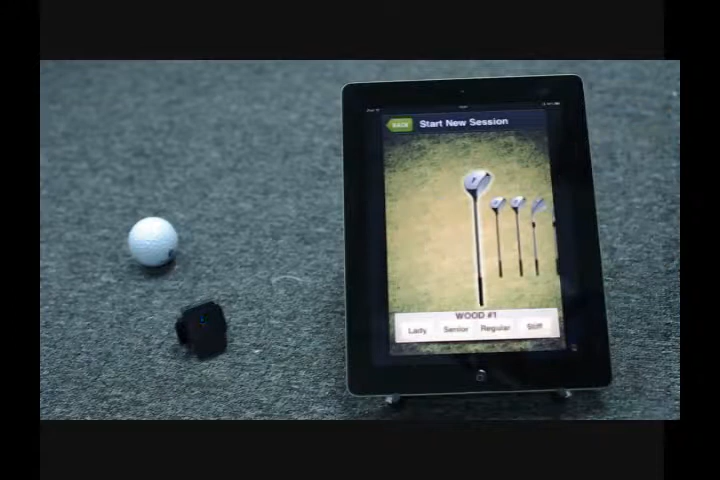 BACK
Start New Session
WOOD #1
Lady Senior Regular Stiff